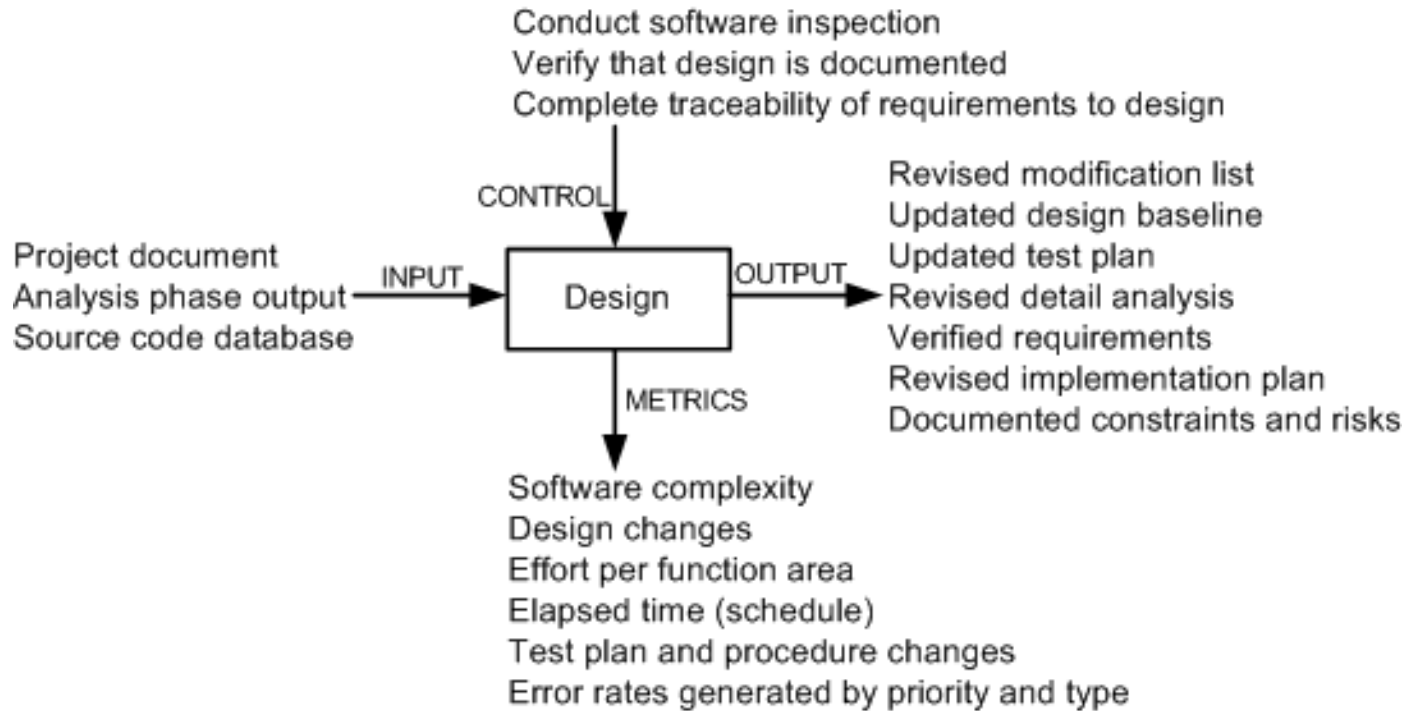 Conduct software inspection
Verify that design is documented
Complete traceability of requirements to design
CONTROL
Project document
Analysis phase output
Source code database
INPUT
Design
OUTPUT
Revised modification list
Updated design baseline
Updated test plan
Revised detail analysis
Verified requirements
Revised implementation plan
Documented constraints and risks
METRICS
Software complexity
Design changes
Effort per function area
Elapsed time (schedule)
Test plan and procedure changes
Error rates generated by priority and type